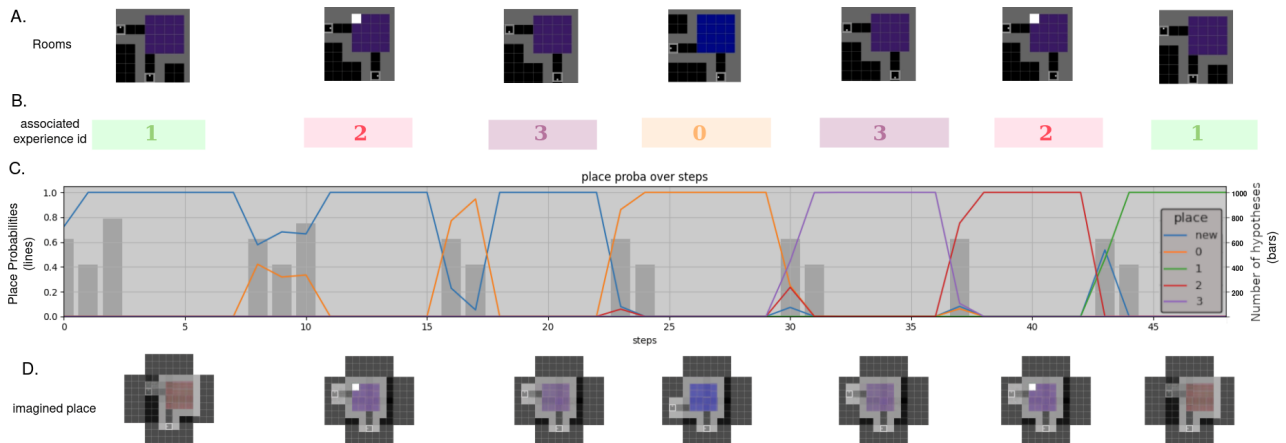 A.
Rooms
B.
associated
experience id
1 2 3 0 3 2 1
C.
place proba over steps
Place Probabilities
(lines)
1.0
0.8
0.6
0.4
0.2
0.0
0 5 10 15 20 25 30 35 40 45
steps
1000
800
600
400
200
Number of hypotheses
(bars)
place
new
0
1
2
3
D.
imagined place